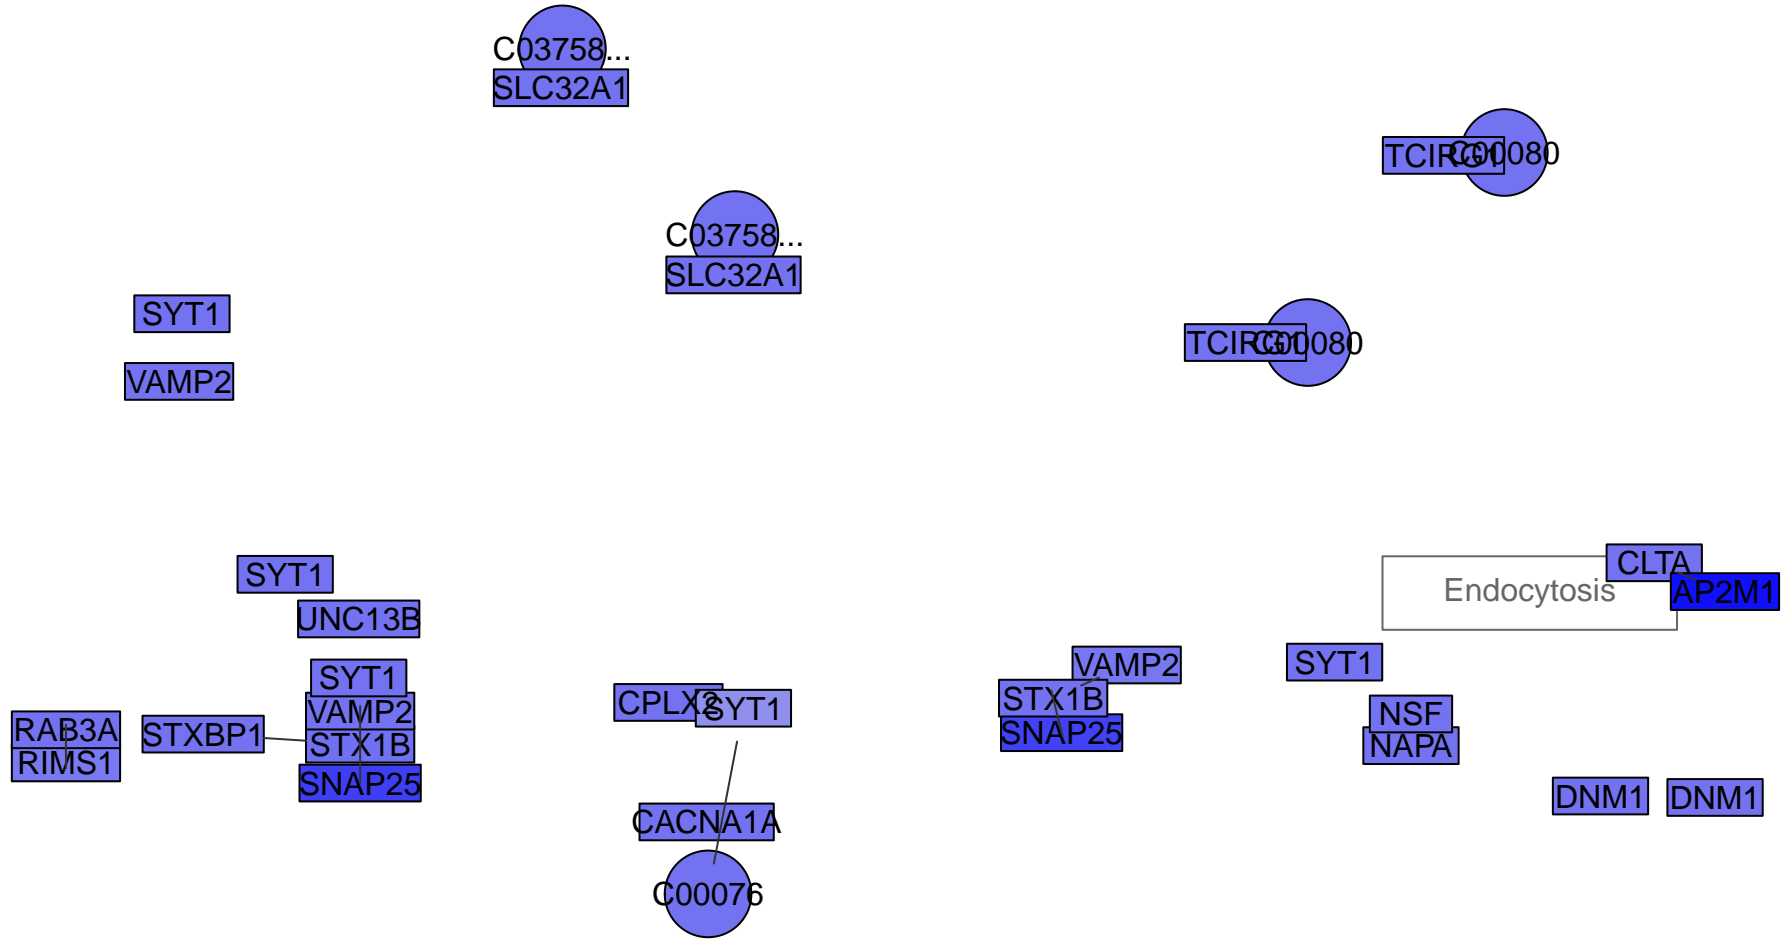 C03758...
SLC32A1
TCIRG1
C00080
C03758...
SLC32A1
SYT1
TCIRG1
C00080
VAMP2
SYT1
CLTA
Endocytosis
AP2M1
UNC13B
SYT1
VAMP2
SYT1
CPLX2
SYT1
STX1B
NSF
VAMP2
RAB3A
STXBP1
STX1B
SNAP25
NAPA
RIMS1
SNAP25
DNM1
DNM1
CACNA1A
C00076